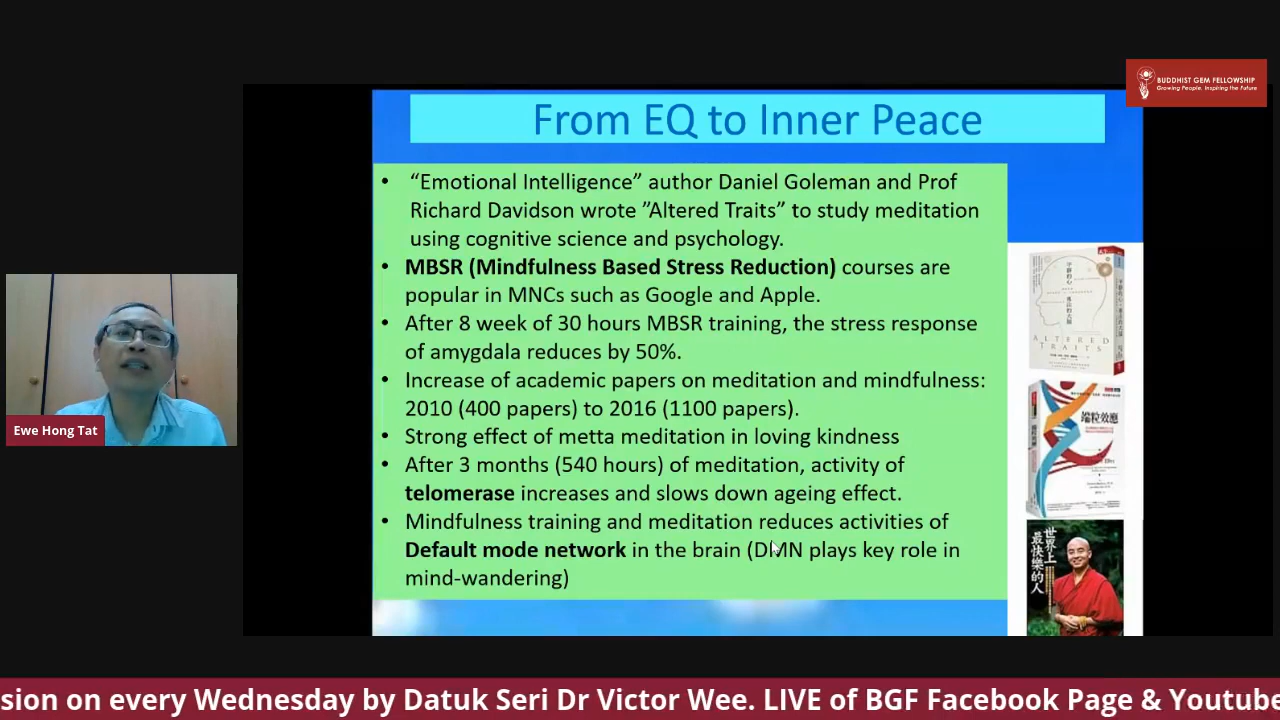 BUDDHIST GEM FELLOWSHIP
Growing People, Inspiring the Future
From EQ to Inner Peace
• “Emotional Intelligence” author Daniel Goleman and Prof
Richard Davidson wrote ”Altered Traits” to study meditation
using cognitive science and psychology.
• MBSR (Mindfulness Based Stress Reduction) courses are
popular in MNCs such as Google and Apple.
• After 8 week of 30 hours MBSR training, the stress response
of amygdala reduces by 50%.
• Increase of academic papers on meditation and mindfulness:
2010 (400 papers) to 2016 (1100 papers).
• Strong effect of metta meditation in loving kindness
• After 3 months (540 hours) of meditation, activity of
telomerase increases and slows down ageing effect.
• Mindfulness training and meditation reduces activities of
Default mode network in the brain (DMN plays key role in
mind-wandering)
平靜的心
ALTERED
TRAITS
端粒效應
世界上
最快樂的人
Ewe Hong Tat
sion on every Wednesday by Datuk Seri Dr Victor Wee. LIVE of BGF Facebook Page & Youtube